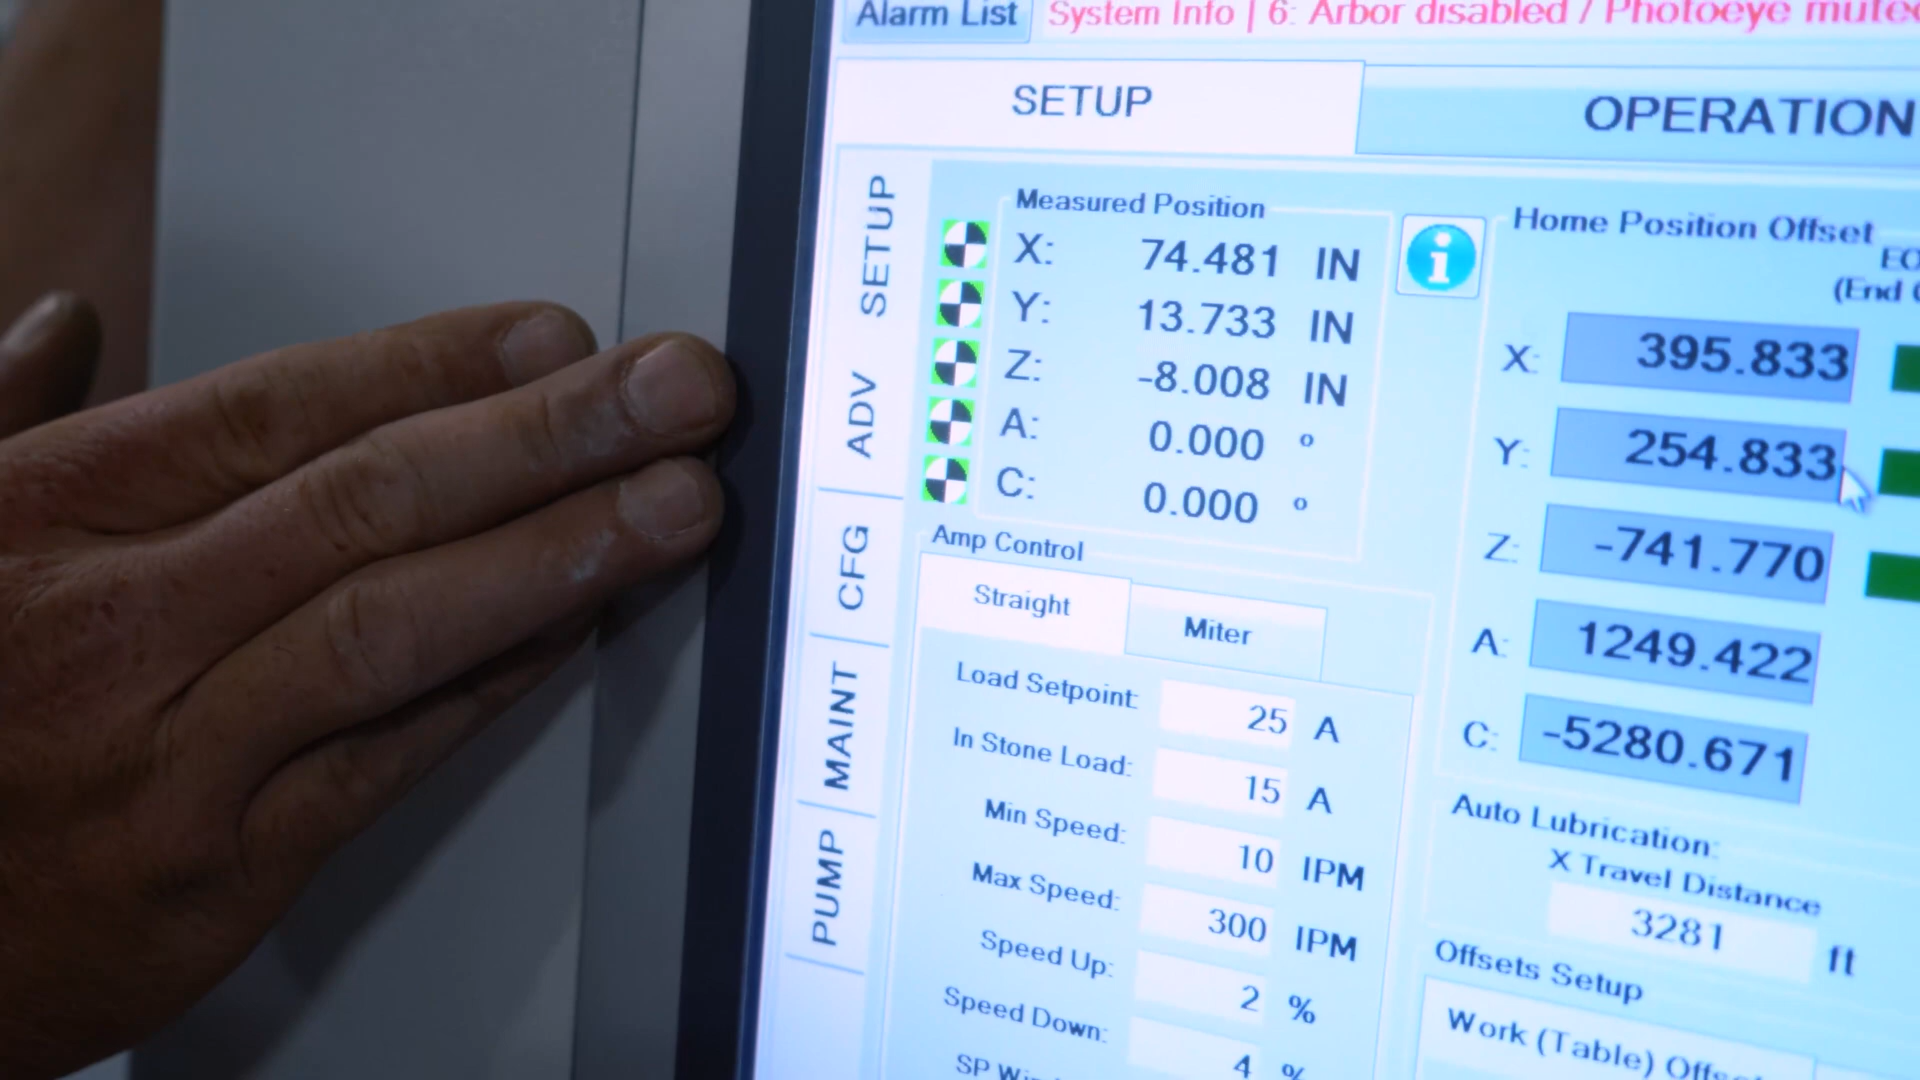 Alarm List System Info | 6: Arbor disabled / Photoeye muted
SETUP OPERATION
SETUP
ADV
CFG
MAINT
PUMP
Measured Position
X: 74.481 IN
Y: 13.733 IN
Z: -8.008 IN
A: 0.000 °
C: 0.000 °
Amp Control
Straight Miter
Load Setpoint: 25 A
In Stone Load: 15 A
Min Speed: 10 IPM
Max Speed: 300 IPM
Speed Up: 2 %
Speed Down: 4 %
SP
i
Home Position Offset
(End
X: 395.833
Y: 254.833
Z: -741.770
A: 1249.422
C: -5280.671
Auto Lubrication:
X Travel Distance
3281 ft
Offsets Setup
Work (Table)